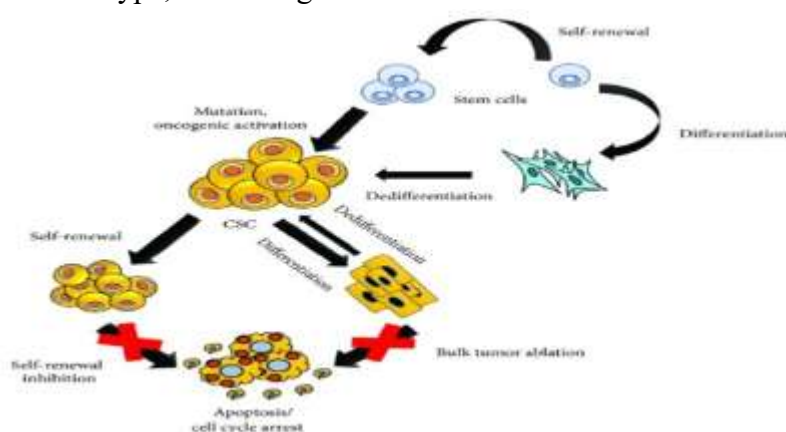 Self-renewal
Stem cells
Mutation,
oncogenic activation
Differentiation
Dedifferentiation
CSC
Dedifferentiation
Differentiation
Self-renewal
Self-renewal
inhibition
Bulk tumor ablation
Apoptosis/
cell cycle arrest